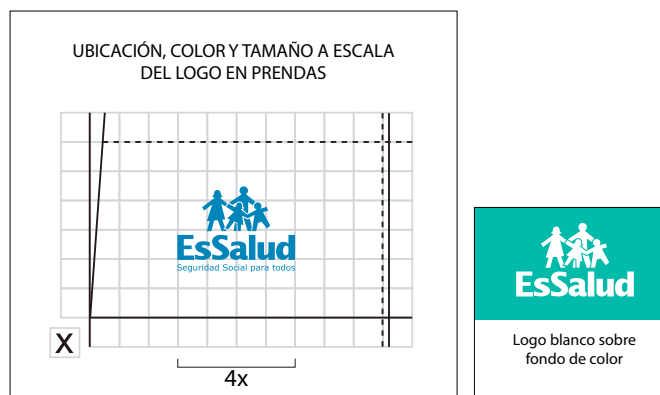 UBICACIÓN, COLOR Y TAMAÑO A ESCALA
DEL LOGO EN PRENDAS
EsSalud
Seguridad Social para todos
X
4x
EsSalud
Logo blanco sobre
fondo de color